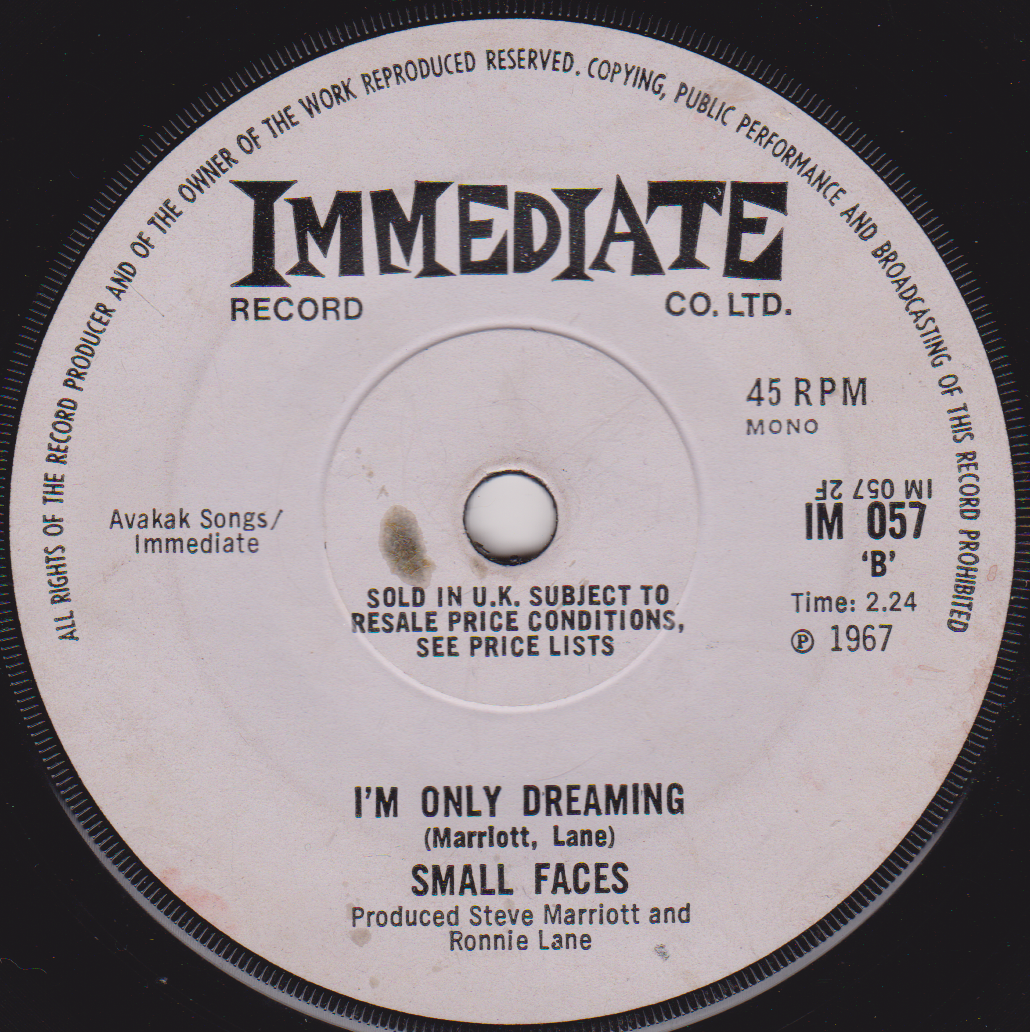 ALL RIGHTS OF THE RECORD PRODUCER AND OF THE OWNER OF THE WORK REPRODUCED RESERVED. COPYING, PUBLIC PERFORMANCE AND BROADCASTING OF THIS RECORD PROHIBITED
IMMEDIATE
RECORD CO. LTD.
45 RPM
MONO
IM 057 2F
IM 057
'B'
Time: 2.24
℗ 1967
Avakak Songs/
Immediate
SOLD IN U.K. SUBJECT TO
RESALE PRICE CONDITIONS,
SEE PRICE LISTS
I'M ONLY DREAMING
(Marriott, Lane)
SMALL FACES
Produced Steve Marriott and
Ronnie Lane